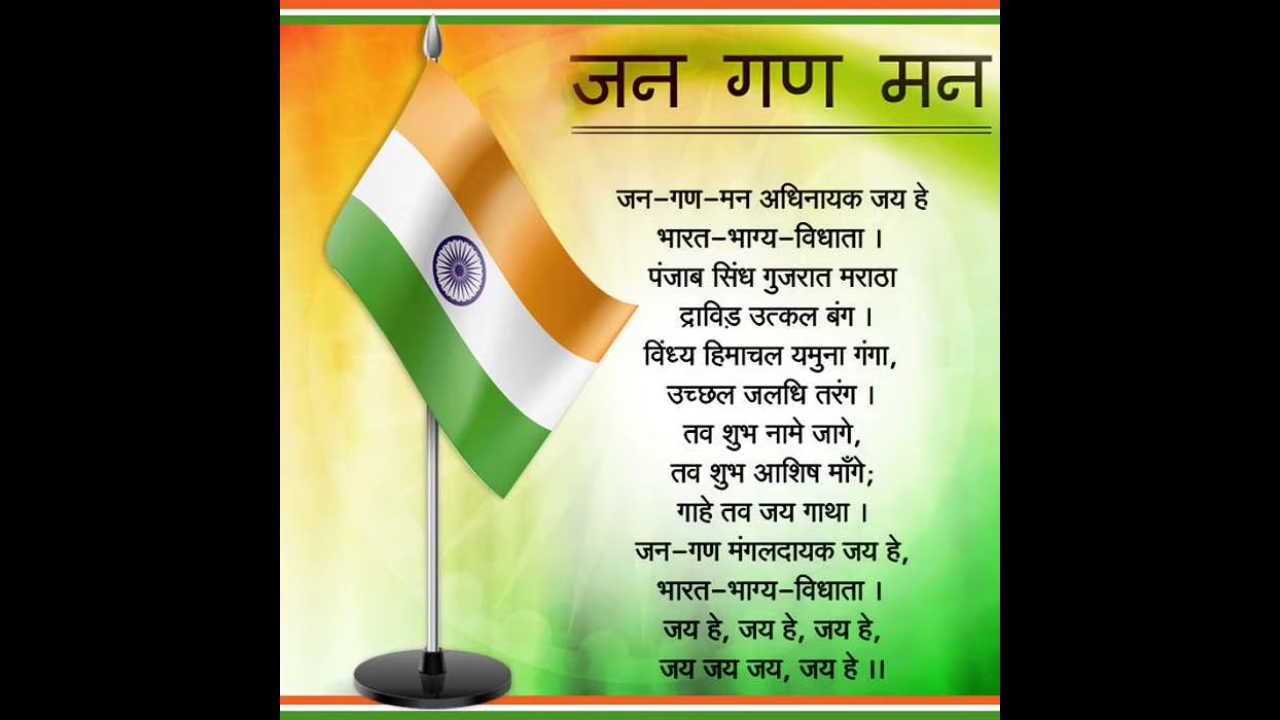 जन गण मन
जन-गण-मन अधिनायक जय हे
भारत-भाग्य-विधाता ।
पंजाब सिंध गुजरात मराठा
द्राविड़ उत्कल बंग ।
विंध्य हिमाचल यमुना गंगा,
उच्छल जलधि तरंग ।
तव शुभ नामे जागे,
तव शुभ आशिष माँगे;
गाहे तव जय गाथा ।
जन-गण मंगलदायक जय हे,
भारत-भाग्य-विधाता ।
जय हे, जय हे, जय हे,
जय जय जय, जय हे ।।